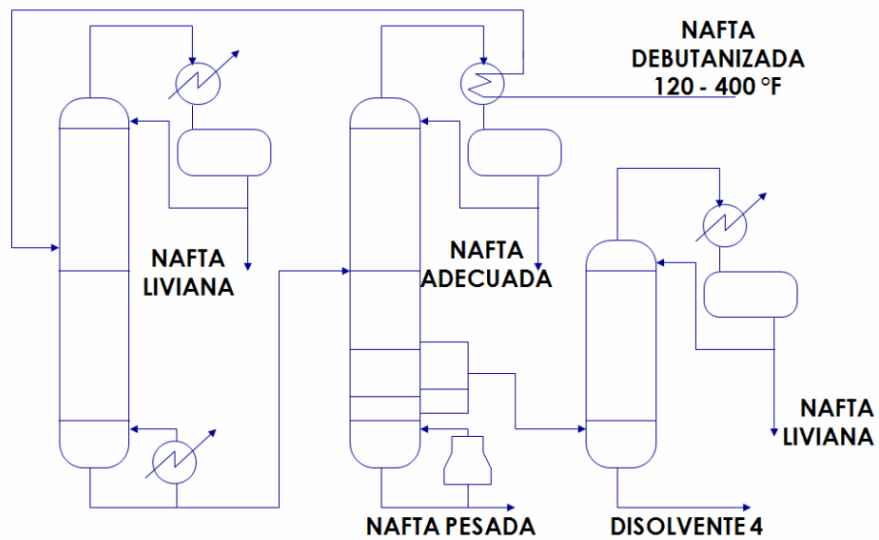 NAFTA
DEBUTANIZADA
120 - 400 °F
NAFTA
LIVIANA
NAFTA
ADECUADA
NAFTA
LIVIANA
NAFTA PESADA
DISOLVENTE 4